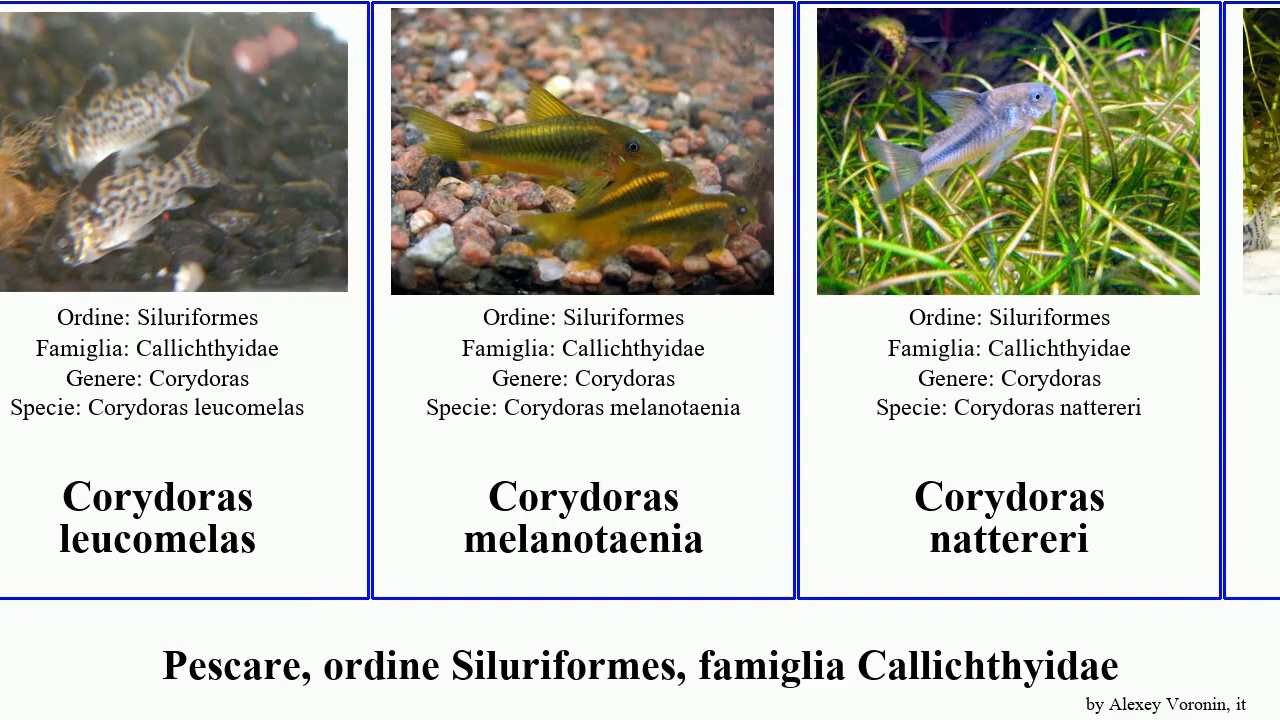 Ordine: Siluriformes
Famiglia: Callichthyidae
Genere: Corydoras
Specie: Corydoras leucomelas
Corydoras
leucomelas
Ordine: Siluriformes
Famiglia: Callichthyidae
Genere: Corydoras
Specie: Corydoras melanotaenia
Corydoras
melanotaenia
Ordine: Siluriformes
Famiglia: Callichthyidae
Genere: Corydoras
Specie: Corydoras nattereri
Corydoras
nattereri
Pescare, ordine Siluriformes, famiglia Callichthyidae
by Alexey Voronin, it